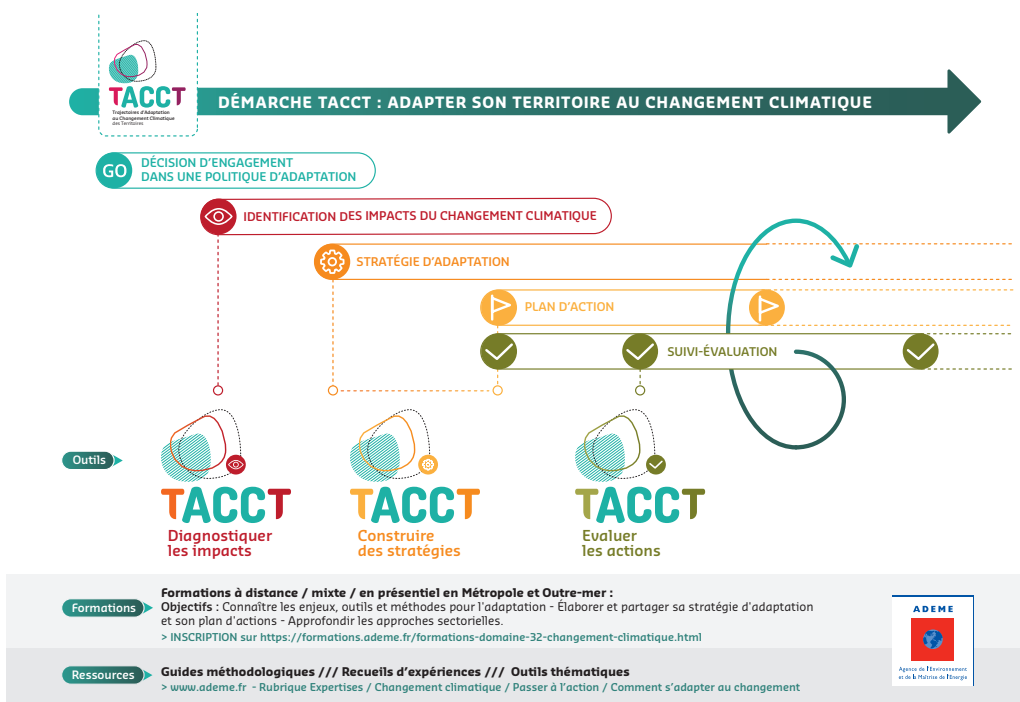 TACCT
Trajectoires d'Adaptation
au Changement Climatique
des Territoires
DÉMARCHE TACCT : ADAPTER SON TERRITOIRE AU CHANGEMENT CLIMATIQUE
GO
DÉCISION D'ENGAGEMENT
DANS UNE POLITIQUE D'ADAPTATION
IDENTIFICATION DES IMPACTS DU CHANGEMENT CLIMATIQUE
STRATÉGIE D'ADAPTATION
PLAN D'ACTION
SUIVI-ÉVALUATION
Outils
TACCT
Diagnostiquer
les impacts
TACCT
Construire
des stratégies
TACCT
Evaluer
les actions
Formations
Formations à distance / mixte / en présentiel en Métropole et Outre-mer :
Objectifs : Connaître les enjeux, outils et méthodes pour l'adaptation - Élaborer et partager sa stratégie d'adaptation
et son plan d'actions - Approfondir les approches sectorielles.
> INSCRIPTION sur https://formations.ademe.fr/formations-domaine-32-changement-climatique.html
Ressources
Guides méthodologiques /// Recueils d'expériences /// Outils thématiques
> www.ademe.fr - Rubrique Expertises / Changement climatique / Passer à l'action / Comment s'adapter au changement
ADEME
Agence de l'Environnement
et de la Maîtrise de l'Energie